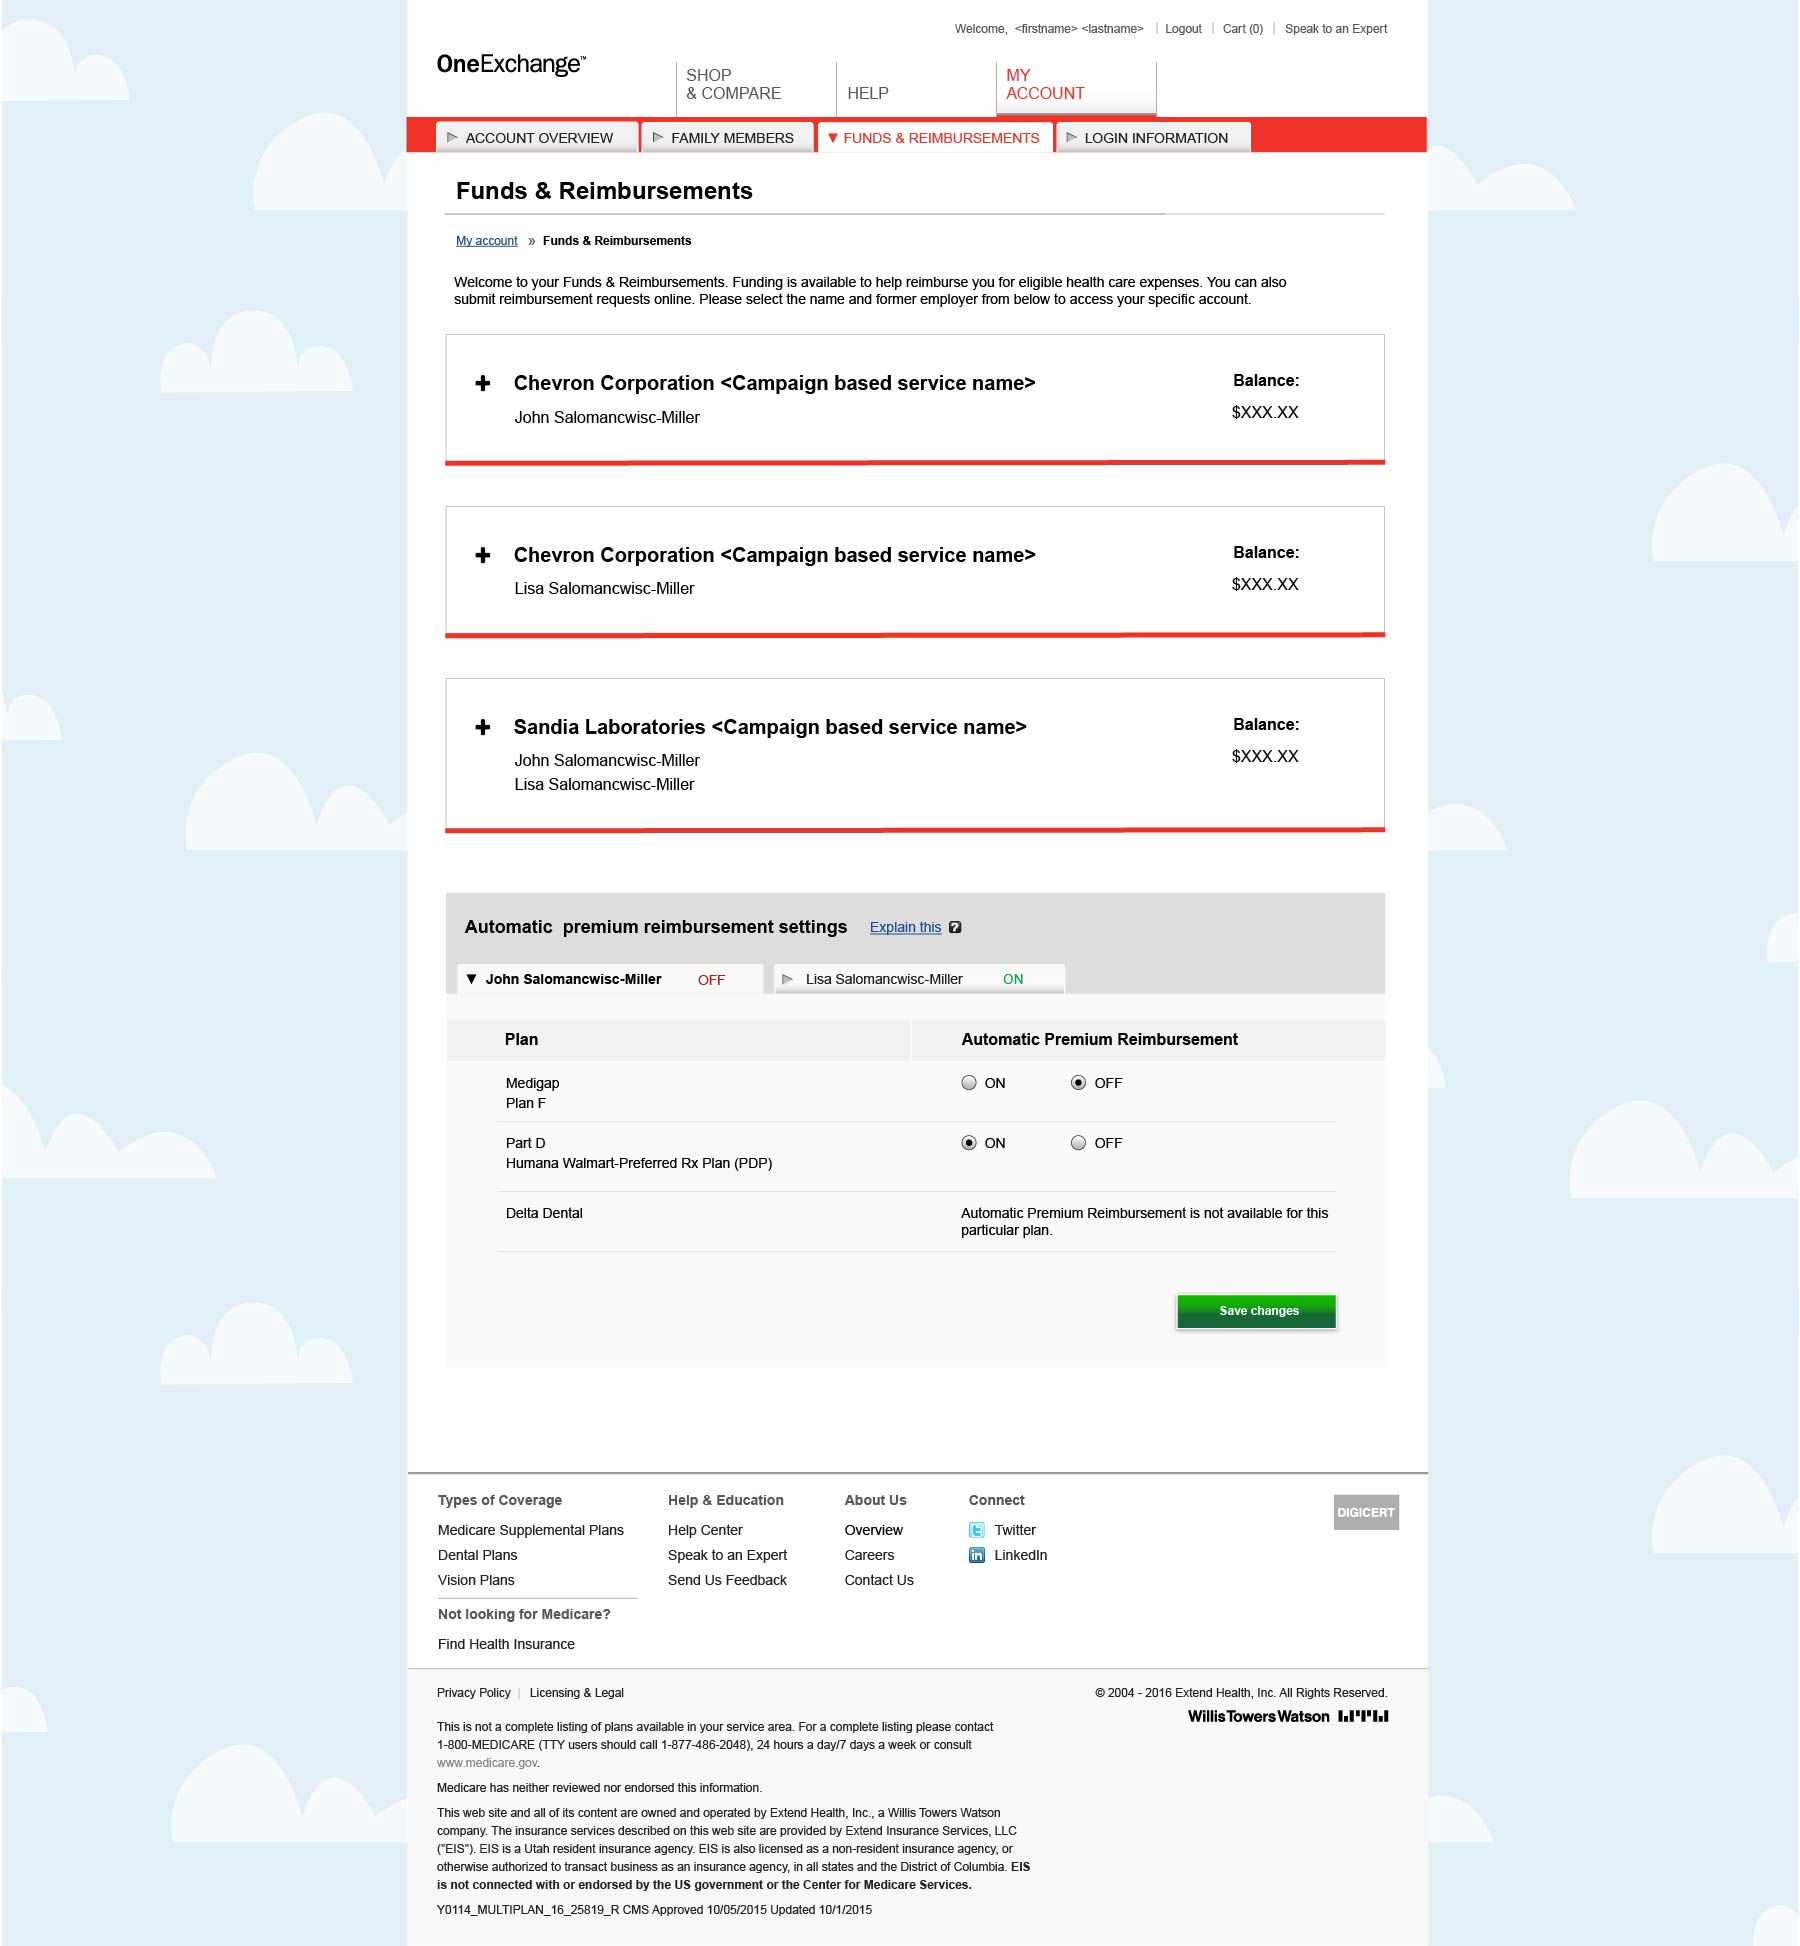 Welcome, <firstname> <lastname> | Logout | Cart (0) | Speak to an Expert
OneExchange™
SHOP
& COMPARE
HELP
MY
ACCOUNT
ACCOUNT OVERVIEW
FAMILY MEMBERS
FUNDS & REIMBURSEMENTS
LOGIN INFORMATION
Funds & Reimbursements
My account » Funds & Reimbursements
Welcome to your Funds & Reimbursements. Funding is available to help reimburse you for eligible health care expenses. You can also
submit reimbursement requests online. Please select the name and former employer from below to access your specific account.
Chevron Corporation <Campaign based service name>
Balance:
John Salomancwisc-Miller
$XXX.XX
Chevron Corporation <Campaign based service name>
Balance:
Lisa Salomancwisc-Miller
$XXX.XX
Sandia Laboratories <Campaign based service name>
Balance:
John Salomancwisc-Miller
$XXX.XX
Lisa Salomancwisc-Miller
Automatic  premium reimbursement settings
Explain this ?
John Salomancwisc-Miller OFF
Lisa Salomancwisc-Miller ON
Plan
Automatic Premium Reimbursement
Medigap
ON OFF
Plan F
Part D
ON OFF
Humana Walmart-Preferred Rx Plan (PDP)
Delta Dental
Automatic Premium Reimbursement is not available for this
particular plan.
Save changes
Types of Coverage
Medicare Supplemental Plans
Dental Plans
Vision Plans
Not looking for Medicare?
Find Health Insurance
Help & Education
Help Center
Speak to an Expert
Send Us Feedback
About Us
Overview
Careers
Contact Us
Connect
Twitter
LinkedIn
DIGICERT
Privacy Policy | Licensing & Legal
© 2004 - 2016 Extend Health, Inc. All Rights Reserved.
Willis Towers Watson
This is not a complete listing of plans available in your service area. For a complete listing please contact
1-800-MEDICARE (TTY users should call 1-877-486-2048), 24 hours a day/7 days a week or consult
www.medicare.gov.
Medicare has neither reviewed nor endorsed this information.
This web site and all of its content are owned and operated by Extend Health, Inc., a Willis Towers Watson
company. The insurance services described on this web site are provided by Extend Insurance Services, LLC
("EIS"). EIS is a Utah resident insurance agency. EIS is also licensed as a non-resident insurance agency, or
otherwise authorized to transact business as an insurance agency, in all states and the District of Columbia. EIS
is not connected with or endorsed by the US government or the Center for Medicare Services.
Y0114_MULTIPLAN_16_25819_R CMS Approved 10/05/2015 Updated 10/1/2015